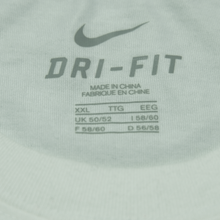 DRI-FIT
MADE IN CHINA
FABRIQUÉ EN CHINE
XXL TTG EEG
UK 50/52 I 58/60
F 58/60 D 56/58